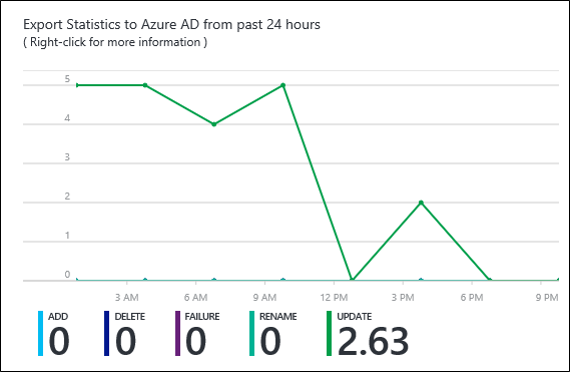 Export Statistics to Azure AD from past 24 hours
( Right-click for more information )
5
4
3
2
1
0
3 AM 6 AM 9 AM 12 PM 3 PM 6 PM 9 PM
ADD DELETE FAILURE RENAME UPDATE
0 0 0 0 2.63